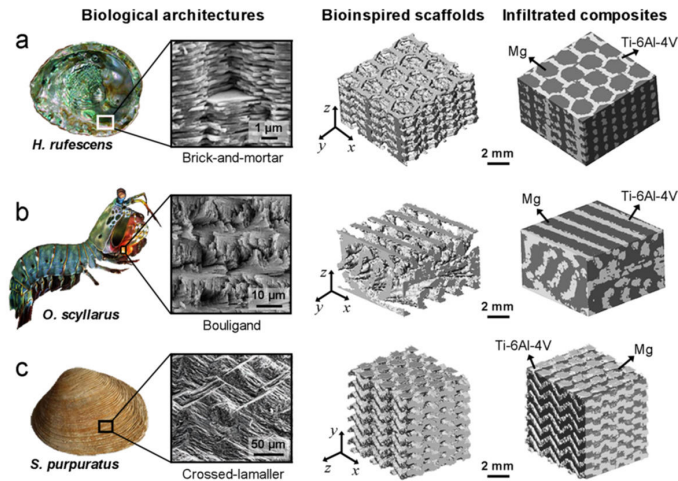 Biological architectures
Bioinspired scaffolds
Infiltrated composites
a
H. rufescens
1 μm
Brick-and-mortar
z
y
x
2 mm
Mg
Ti-6Al-4V
b
O. scyllarus
10 μm
Bouligand
z
y
x
2 mm
Mg
Ti-6Al-4V
c
S. purpuratus
50 μm
Crossed-lamaller
y
z
x
2 mm
Ti-6Al-4V
Mg